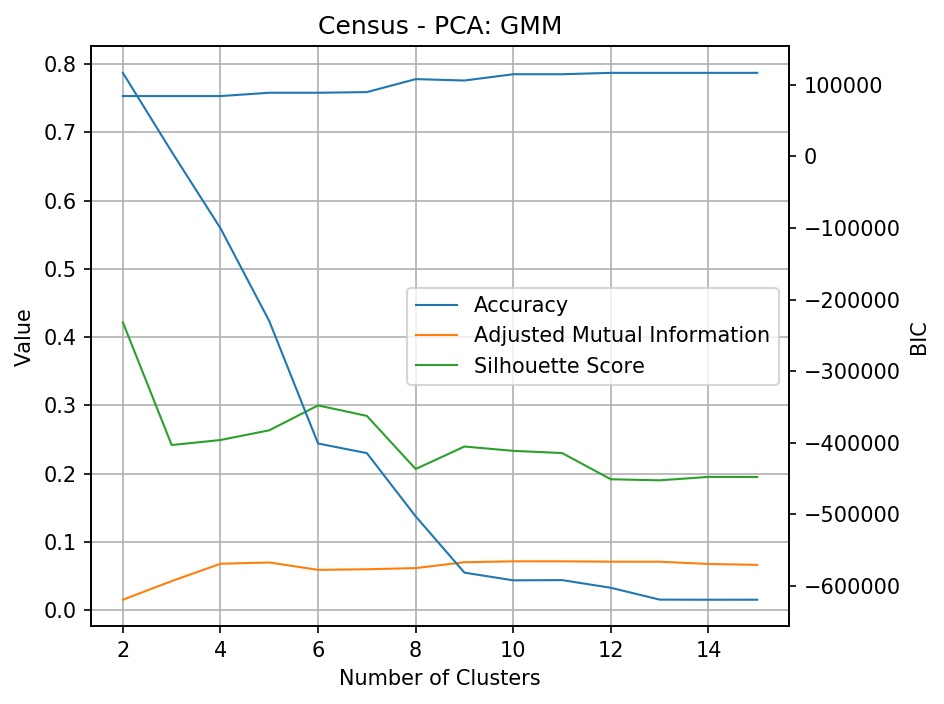 Census - PCA: GMM
0.8
0.7
0.6
0.5
0.4
0.3
0.2
0.1
0.0
Value
Accuracy
Adjusted Mutual Information
Silhouette Score
100000
0
−100000
−200000
−300000
−400000
−500000
−600000
BIC
2 4 6 8 10 12 14
Number of Clusters